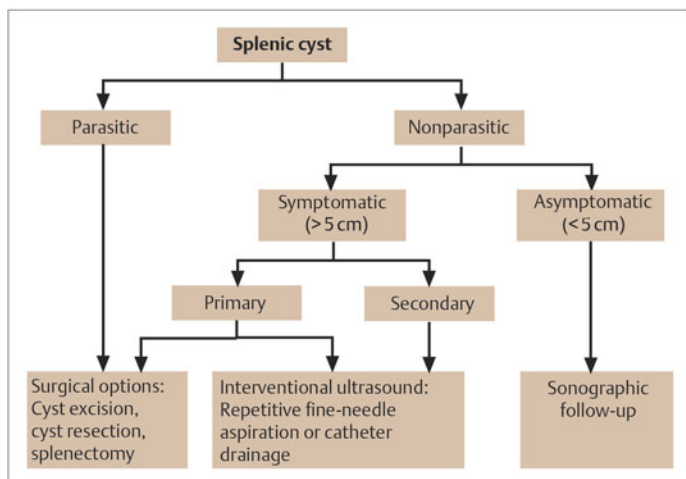 Splenic cyst
Parasitic
Nonparasitic
Symptomatic
(> 5 cm)
Asymptomatic
(< 5 cm)
Primary
Secondary
Surgical options:
Cyst excision,
cyst resection,
splenectomy
Interventional ultrasound:
Repetitive fine-needle
aspiration or catheter
drainage
Sonographic
follow-up